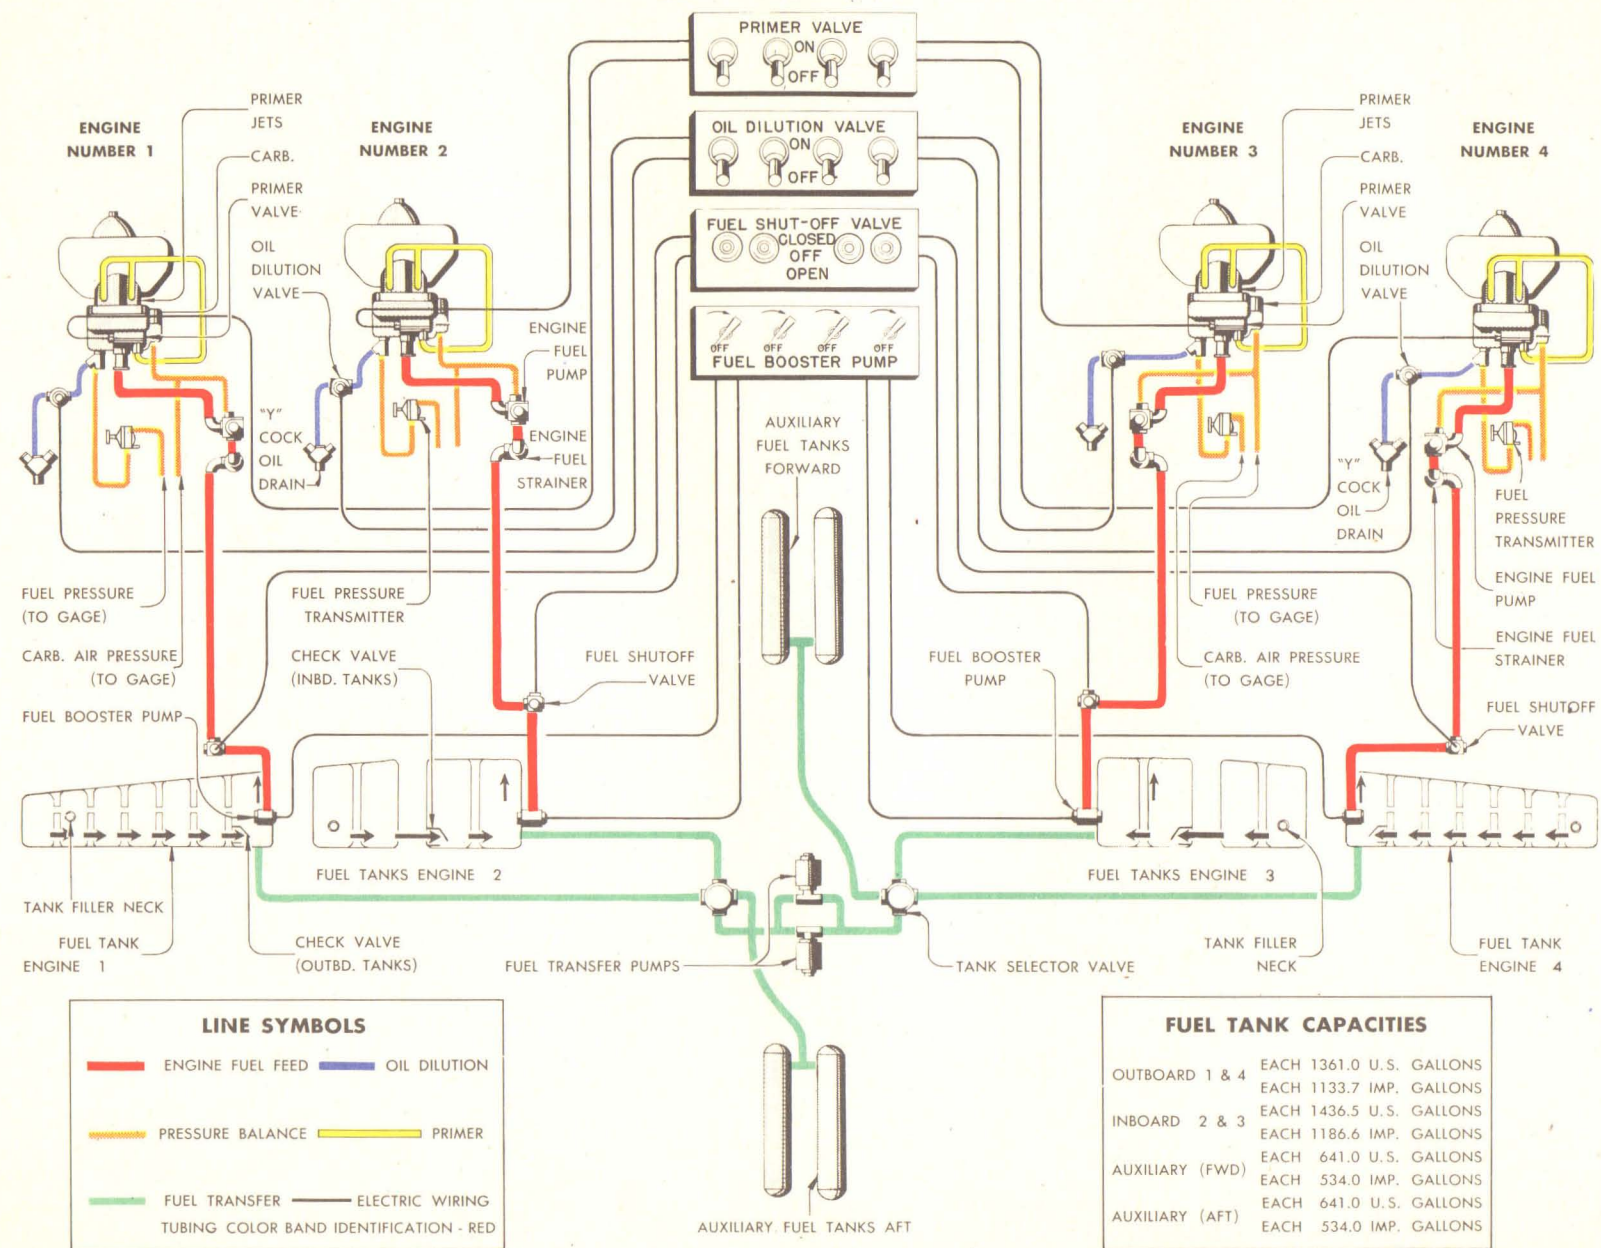 PRIMER VALVE
ON
OFF
OIL DILUTION VALVE
ON
OFF
FUEL SHUT-OFF VALVE
CLOSED
OFF
OPEN
OFF OFF OFF OFF
FUEL BOOSTER PUMP
ENGINE
NUMBER 1
PRIMER
JETS
CARB.
PRIMER
VALVE
OIL
DILUTION
VALVE
ENGINE
NUMBER 2
ENGINE
FUEL
PUMP
ENGINE
FUEL
STRAINER
"Y"
COCK
OIL
DRAIN
AUXILIARY
FUEL TANKS
FORWARD
ENGINE
NUMBER 3
PRIMER
JETS
CARB.
PRIMER
VALVE
OIL
DILUTION
VALVE
ENGINE
NUMBER 4
"Y"
COCK
OIL
DRAIN
FUEL
PRESSURE
TRANSMITTER
ENGINE FUEL
PUMP
ENGINE FUEL
STRAINER
FUEL SHUTOFF
VALVE
FUEL PRESSURE
(TO GAGE)
CARB. AIR PRESSURE
(TO GAGE)
FUEL BOOSTER PUMP
FUEL PRESSURE
TRANSMITTER
CHECK VALVE
(INBD. TANKS)
FUEL SHUTOFF
VALVE
FUEL BOOSTER
PUMP
FUEL PRESSURE
(TO GAGE)
CARB. AIR PRESSURE
(TO GAGE)
FUEL TANKS ENGINE 2
FUEL TANKS ENGINE 3
TANK FILLER NECK
FUEL TANK
ENGINE 1
CHECK VALVE
(OUTBD. TANKS)
FUEL TRANSFER PUMPS
TANK SELECTOR VALVE
TANK FILLER
NECK
FUEL TANK
ENGINE 4
LINE SYMBOLS
ENGINE FUEL FEED OIL DILUTION
PRESSURE BALANCE PRIMER
FUEL TRANSFER ELECTRIC WIRING
TUBING COLOR BAND IDENTIFICATION - RED
AUXILIARY FUEL TANKS AFT
FUEL TANK CAPACITIES
OUTBOARD 1 & 4
EACH 1361.0 U.S. GALLONS
EACH 1133.7 IMP. GALLONS
INBOARD 2 & 3
EACH 1436.5 U.S. GALLONS
EACH 1186.6 IMP. GALLONS
AUXILIARY (FWD)
EACH 641.0 U.S. GALLONS
EACH 534.0 IMP. GALLONS
AUXILIARY (AFT)
EACH 641.0 U.S. GALLONS
EACH 534.0 IMP. GALLONS